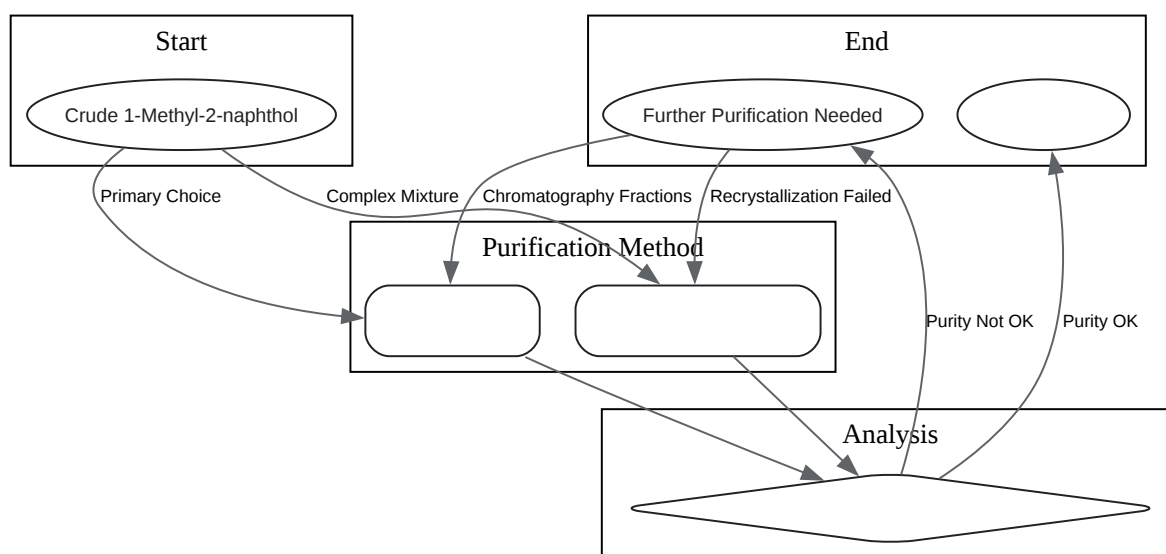 Start
End
Crude 1-Methyl-2-naphthol
Further Purification Needed
Primary Choice
Complex Mixture
Chromatography Fractions
Recrystallization Failed
Purification Method
Purity Not OK
Purity OK
Analysis